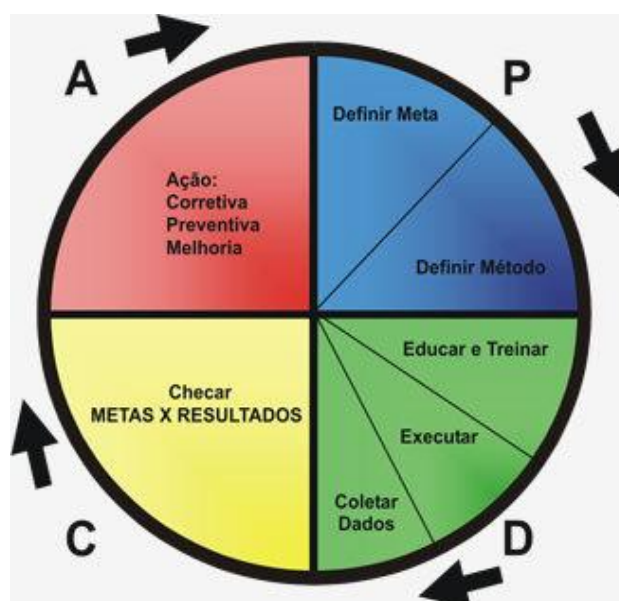 A
P
Definir Meta
Ação:
Corretiva
Preventiva
Melhoria
Definir Método
Educar e Treinar
Checar
METAS X RESULTADOS
Executar
Coletar
Dados
C
D